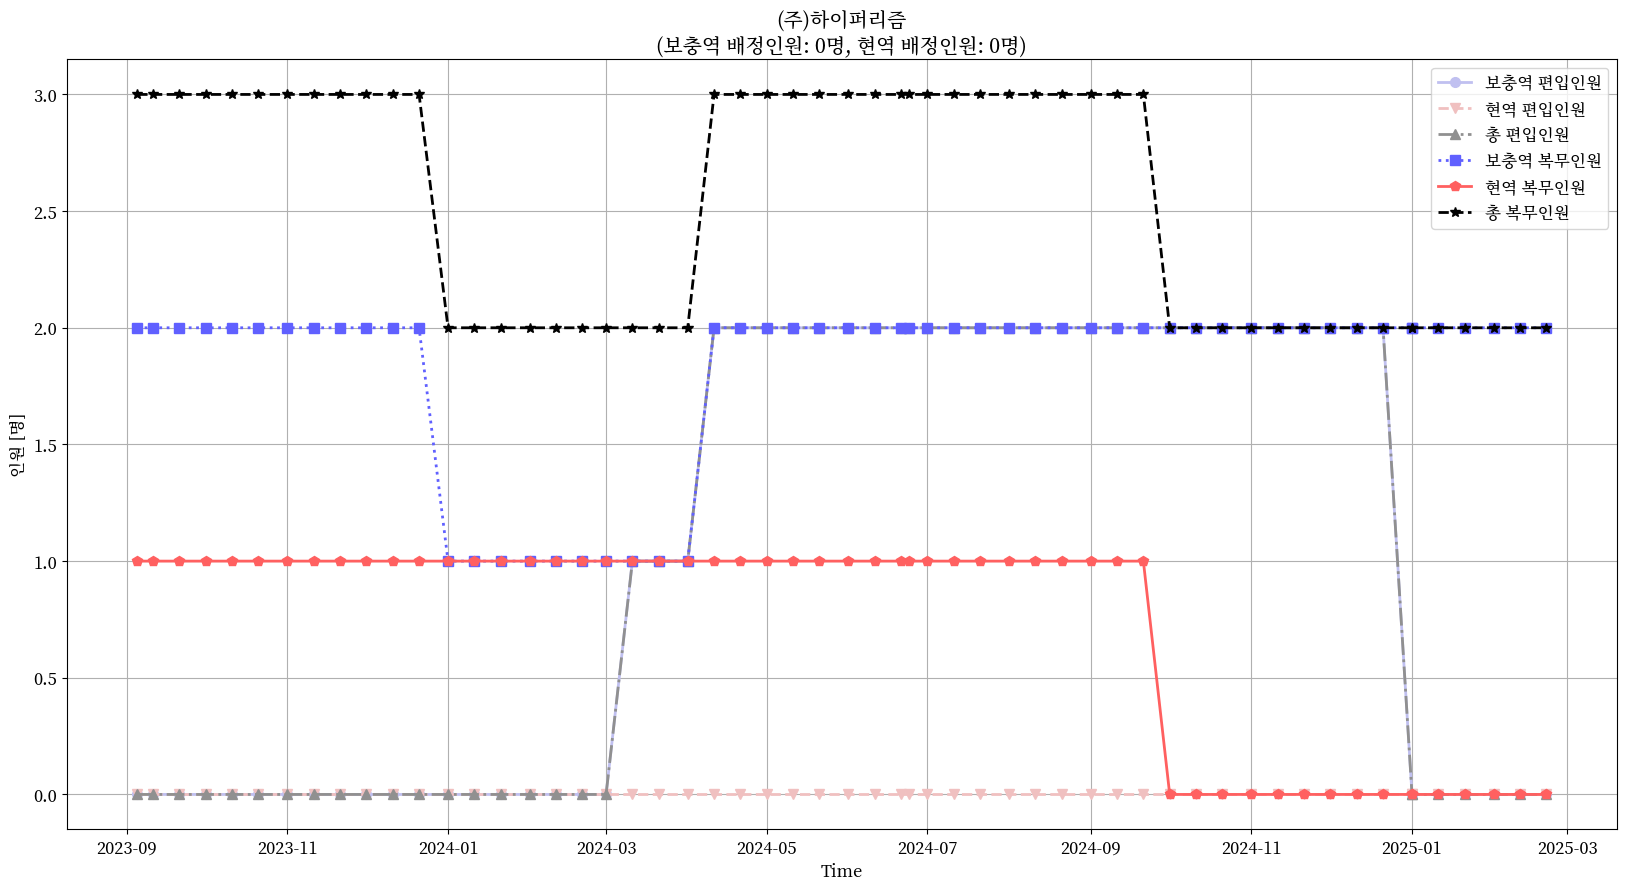 (주)하이퍼리즘
(보충역 배정인원: 0명, 현역 배정인원: 0명)
보충역 편입인원
현역 편입인원
총 편입인원
보충역 복무인원
현역 복무인원
총 복무인원
인원 [명]
3.0
2.5
2.0
1.5
1.0
0.5
0.0
2023-09 2023-11 2024-01 2024-03 2024-05 2024-07 2024-09 2024-11 2025-01 2025-03
Time